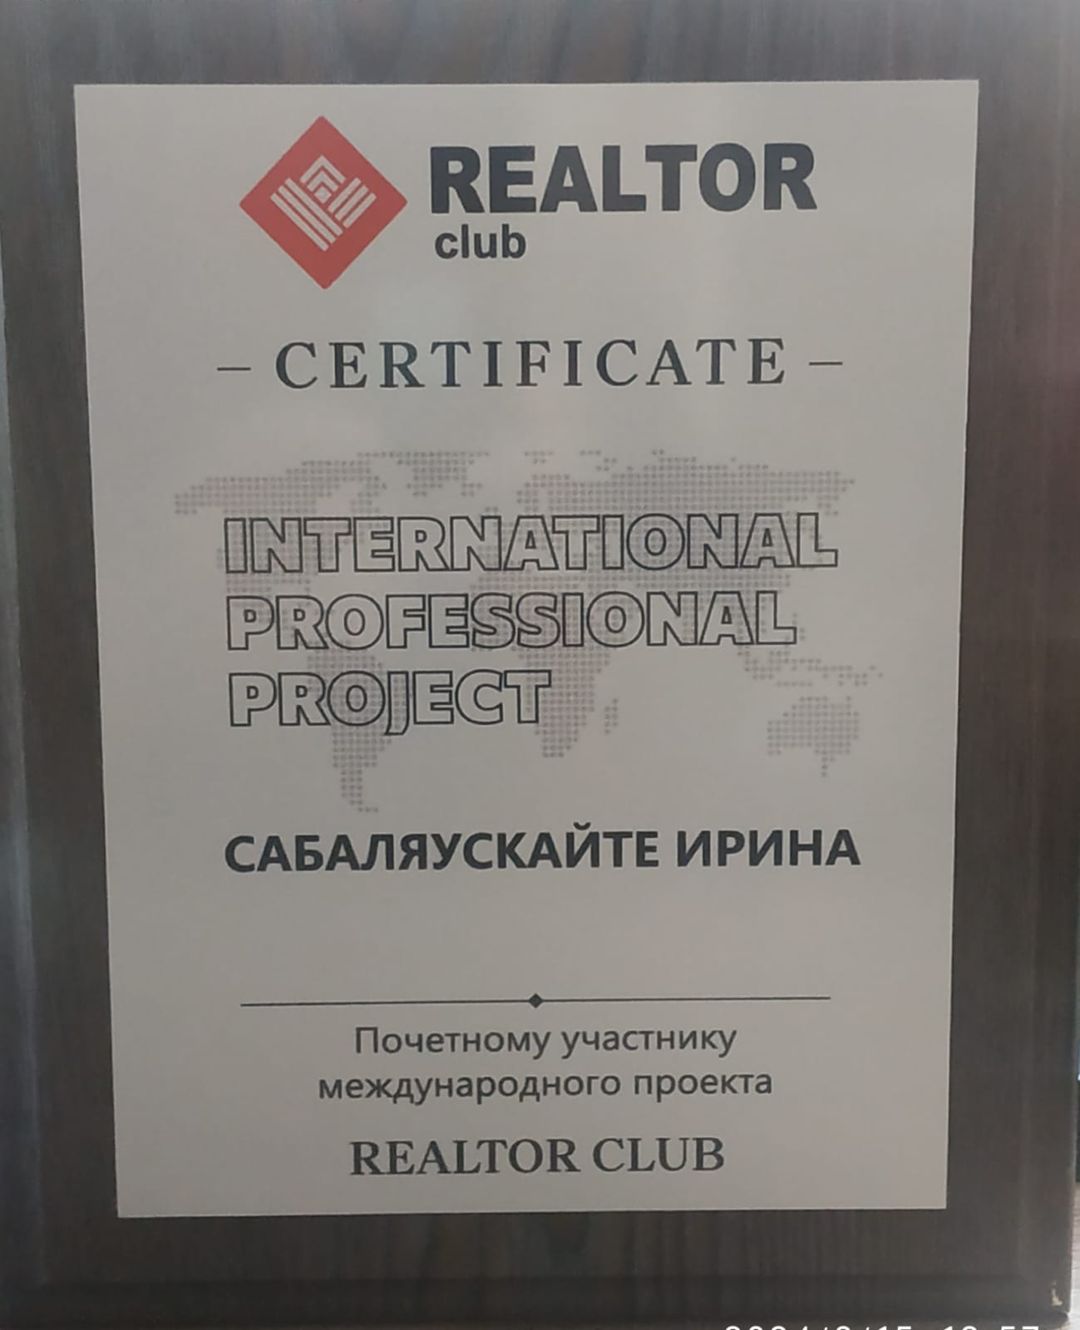 REALTOR
club
– CERTIFICATE –
INTERNATIONAL
PROFESSIONAL
PROJECT
САБАЛЯУСКАЙТЕ ИРИНА
Почетному участнику
международного проекта
REALTOR CLUB